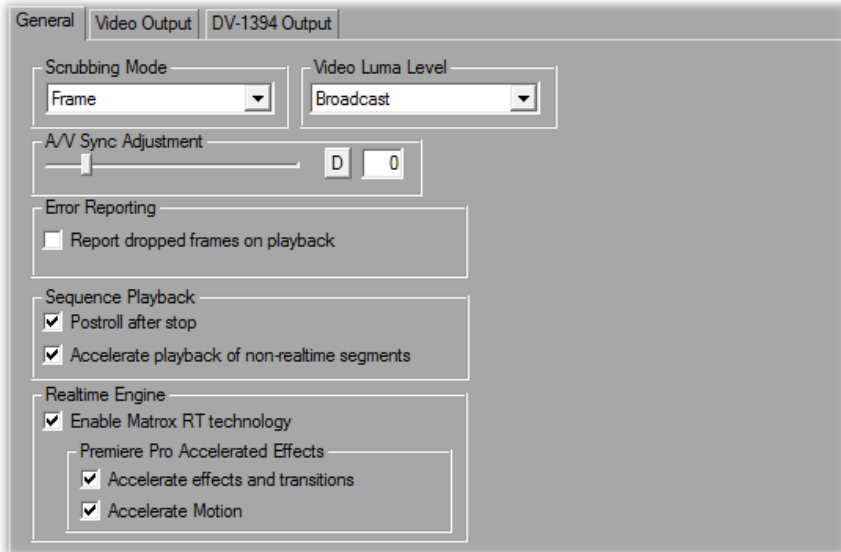 General Video Output DV-1394 Output
Scrubbing Mode Video Luma Level
Frame Broadcast
A/V Sync Adjustment
D 0
Error Reporting
Report dropped frames on playback
Sequence Playback
Postroll after stop
Accelerate playback of non-realtime segments
Realtime Engine
Enable Matrox RT technology
Premiere Pro Accelerated Effects
Accelerate effects and transitions
Accelerate Motion